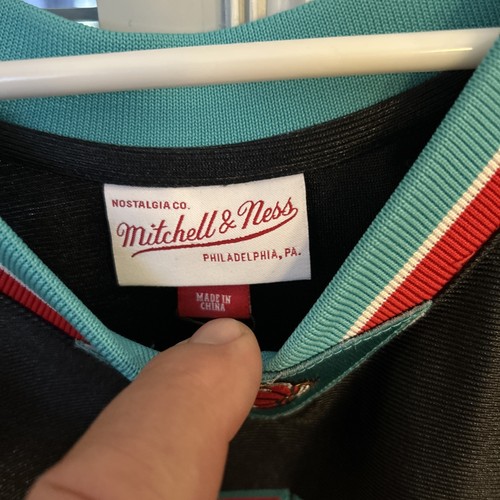 NOSTALGIA CO.
Mitchell & Ness
PHILADELPHIA, PA.
MADE IN
CHINA